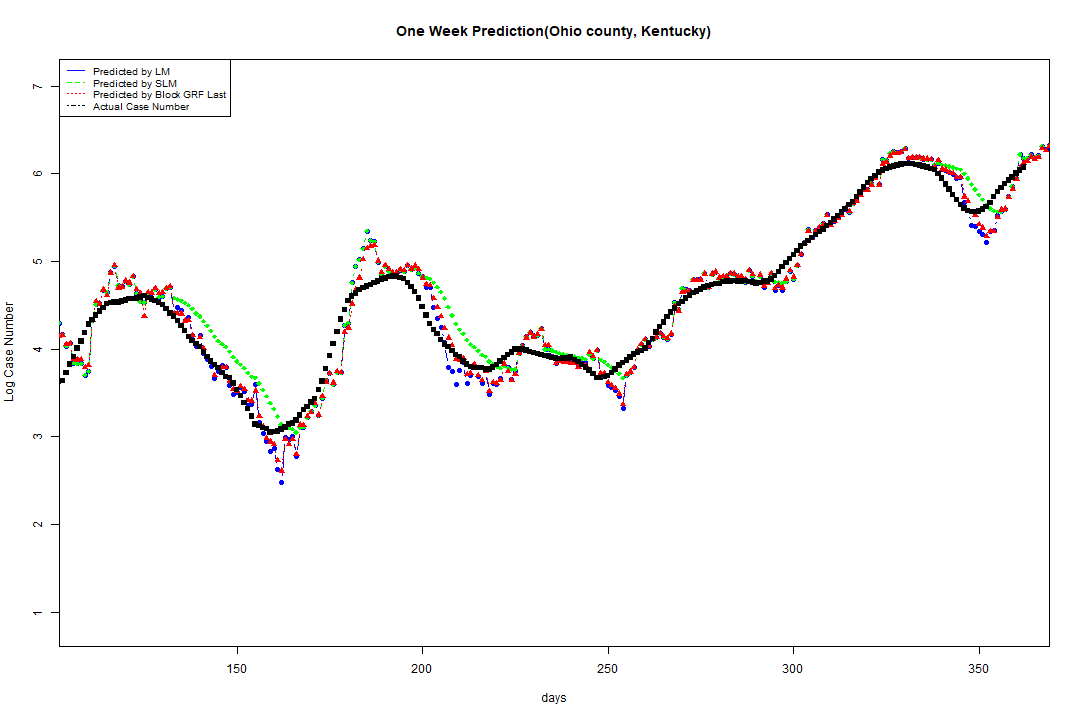 One Week Prediction(Ohio county, Kentucky)
Predicted by LM
Predicted by SLM
Predicted by Block GRF Last
Actual Case Number
7
6
5
4
3
2
1
Log Case Number
150 200 250 300 350
days